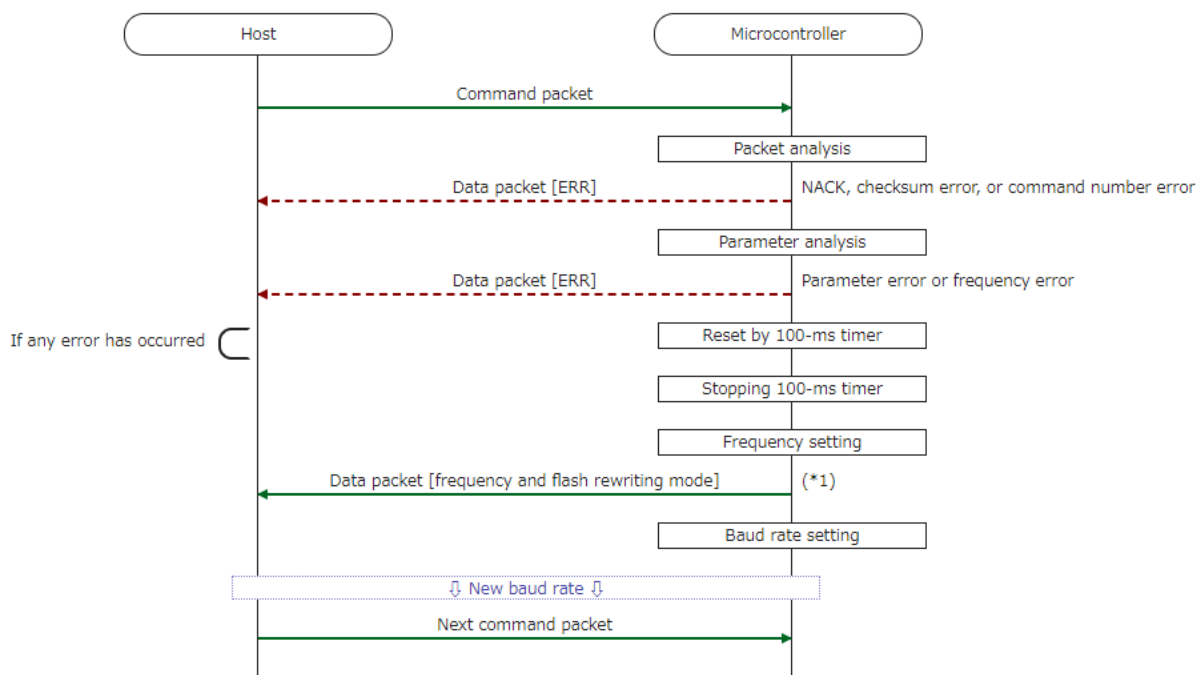 Host
Microcontroller
Command packet
Packet analysis
Data packet [ERR]
NACK, checksum error, or command number error
Parameter analysis
Data packet [ERR]
Parameter error or frequency error
If any error has occurred
Reset by 100-ms timer
Stopping 100-ms timer
Frequency setting
Data packet [frequency and flash rewriting mode]
(*1)
Baud rate setting
⇩ New baud rate ⇩
Next command packet